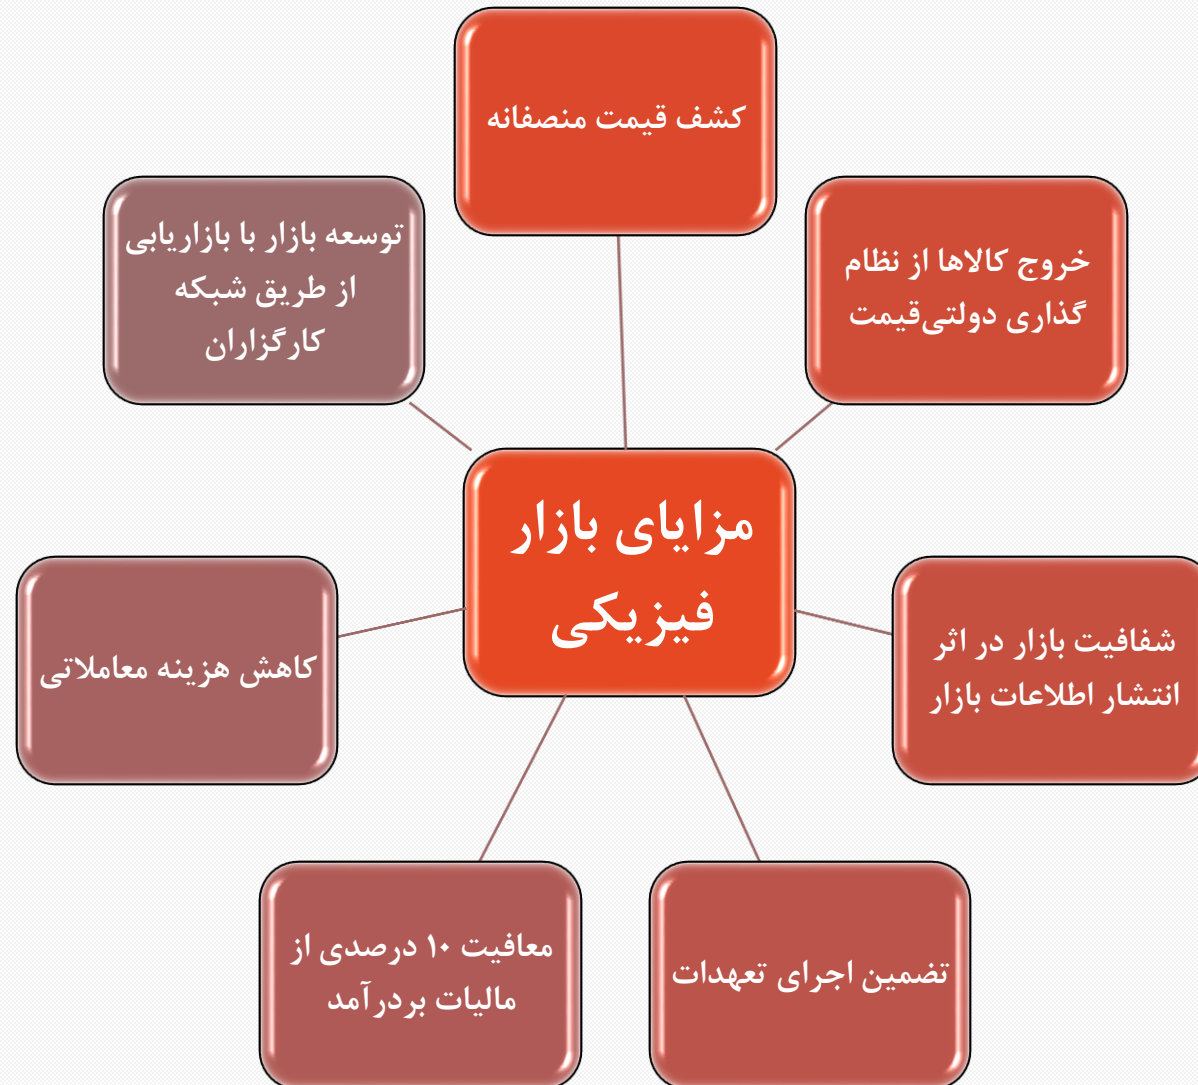 کشف قیمت منصفانه
خروج کالاها از نظام
گذاری دولتی‌قیمت
شفافیت بازار در اثر
انتشار اطلاعات بازار
تضمین اجرای تعهدات
معافیت ۱۰ درصدی از
مالیات بردرآمد
کاهش هزینه معاملاتی
توسعه بازار با بازاریابی
از طریق شبکه
کارگزاران
مزایای بازار
فیزیکی